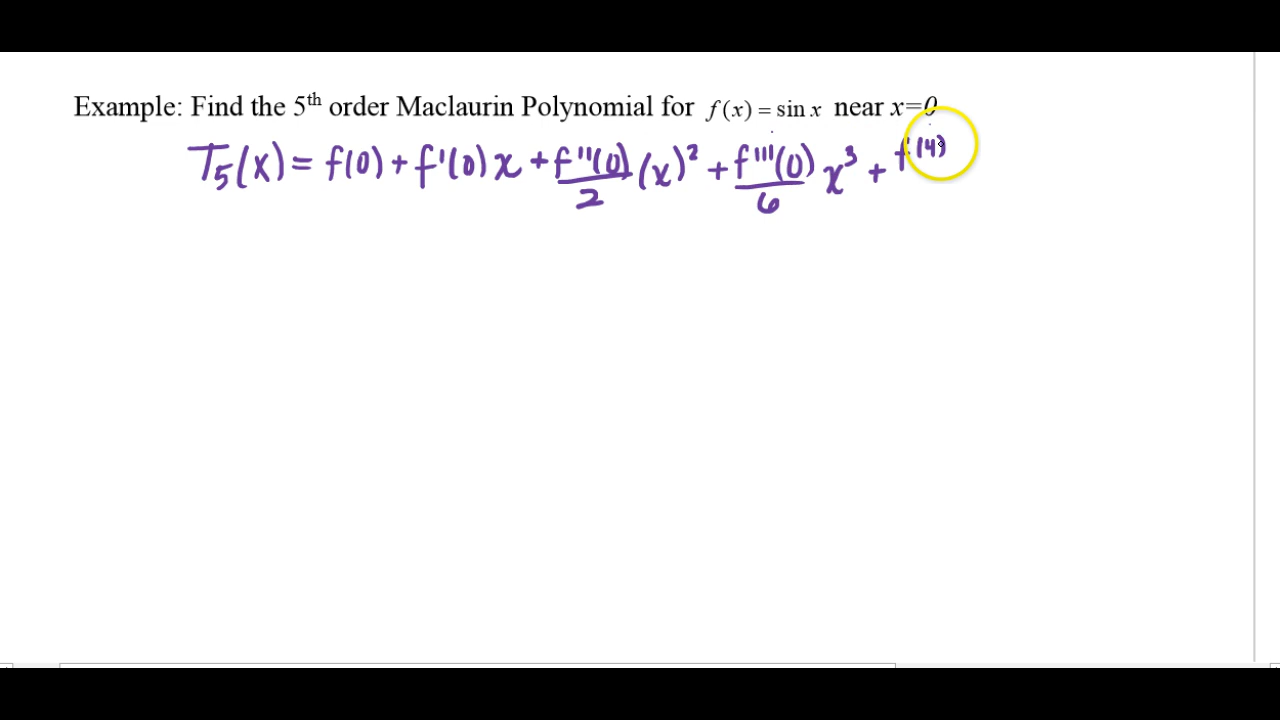 Example: Find the 5th order Maclaurin Polynomial for f(x) = sin x near x=0
T₅(x) = f(0) + f'(0) x + f''(0)/2 (x)² + f'''(0)/6 x³ + f⁽⁴⁾